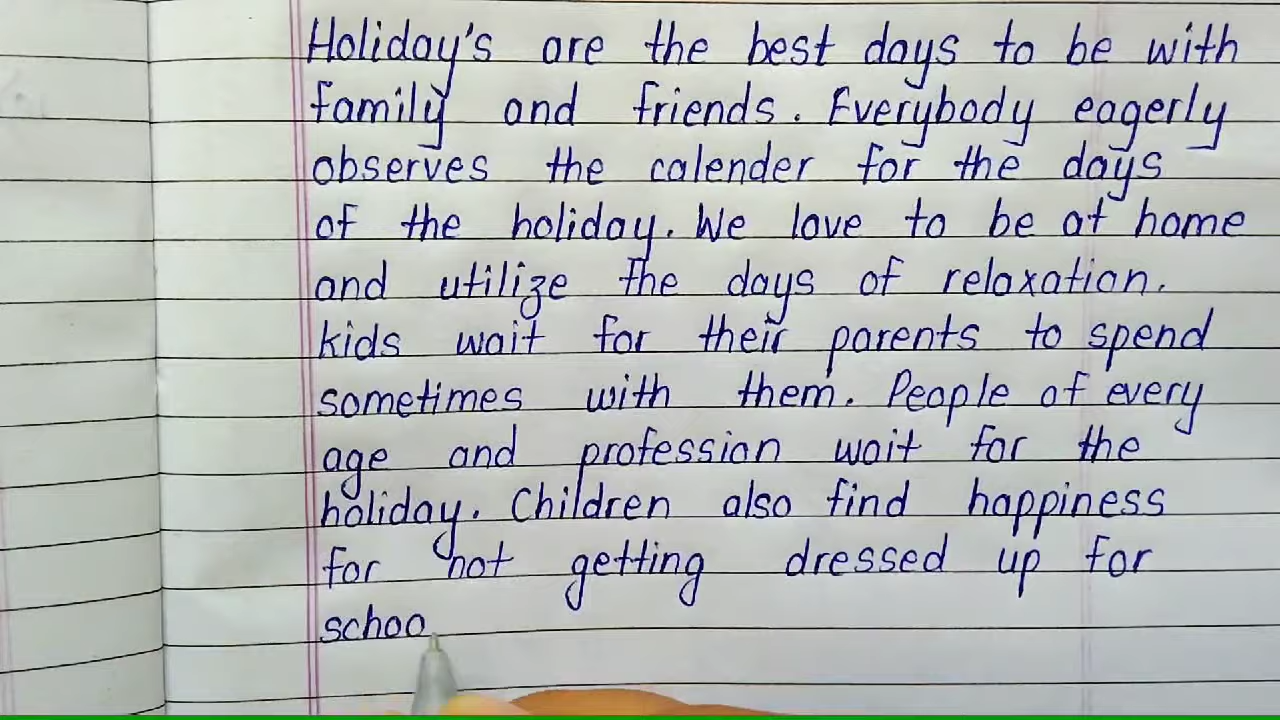 Holiday's are the best days to be with
family and friends. Everybody eagerly
observes the calender for the days
of the holiday. We love to be at home
and utilize the days of relaxation.
kids wait for their parents to spend
sometimes with them. People of every
age and profession wait for the
holiday. Children also find happiness
for not getting dressed up for
schoo